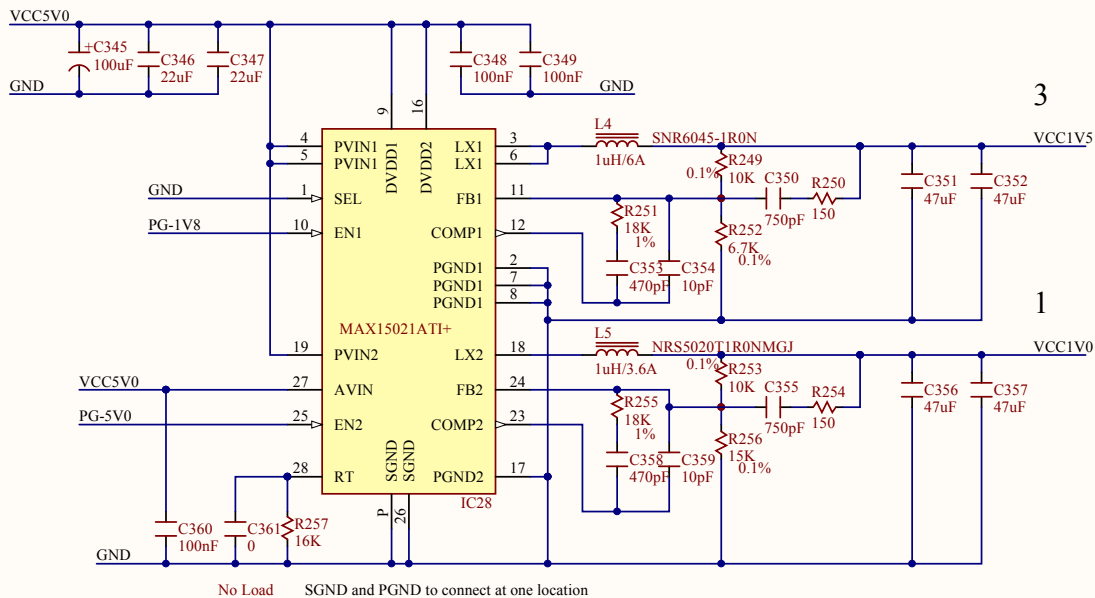 VCC5V0
+C345
100uF
C346
22uF
C347
22uF
C348
100nF
C349
100nF
GND
GND
9
16
3
DVDD1
DVDD2
L4
SNR6045-1R0N
1uH/6A
VCC1V5
4 PVIN1 LX1 3
5 PVIN1 LX1 6
R249
0.1%
10K
C350
750pF
R250
150
C351
47uF
C352
47uF
GND
1 SEL FB1 11
PG-1V8
10 EN1 COMP1 12
R251
18K
1%
R252
6.7K
0.1%
C353
470pF
C354
10pF
PGND1 2
PGND1 7
PGND1 8
1
MAX15021ATI+
L5
NRS5020T1R0NMGJ
1uH/3.6A
VCC1V0
19 PVIN2 LX2 18
0.1%
R253
10K
C355
750pF
R254
150
C356
47uF
C357
47uF
VCC5V0
27 AVIN FB2 24
PG-5V0
25 EN2 COMP2 23
R255
18K
1%
R256
15K
0.1%
C358
470pF
C359
10pF
28 RT PGND2 17
SGND
SGND
IC28
P
26
C360
100nF
C361
0
R257
16K
GND
No Load SGND and PGND to connect at one location